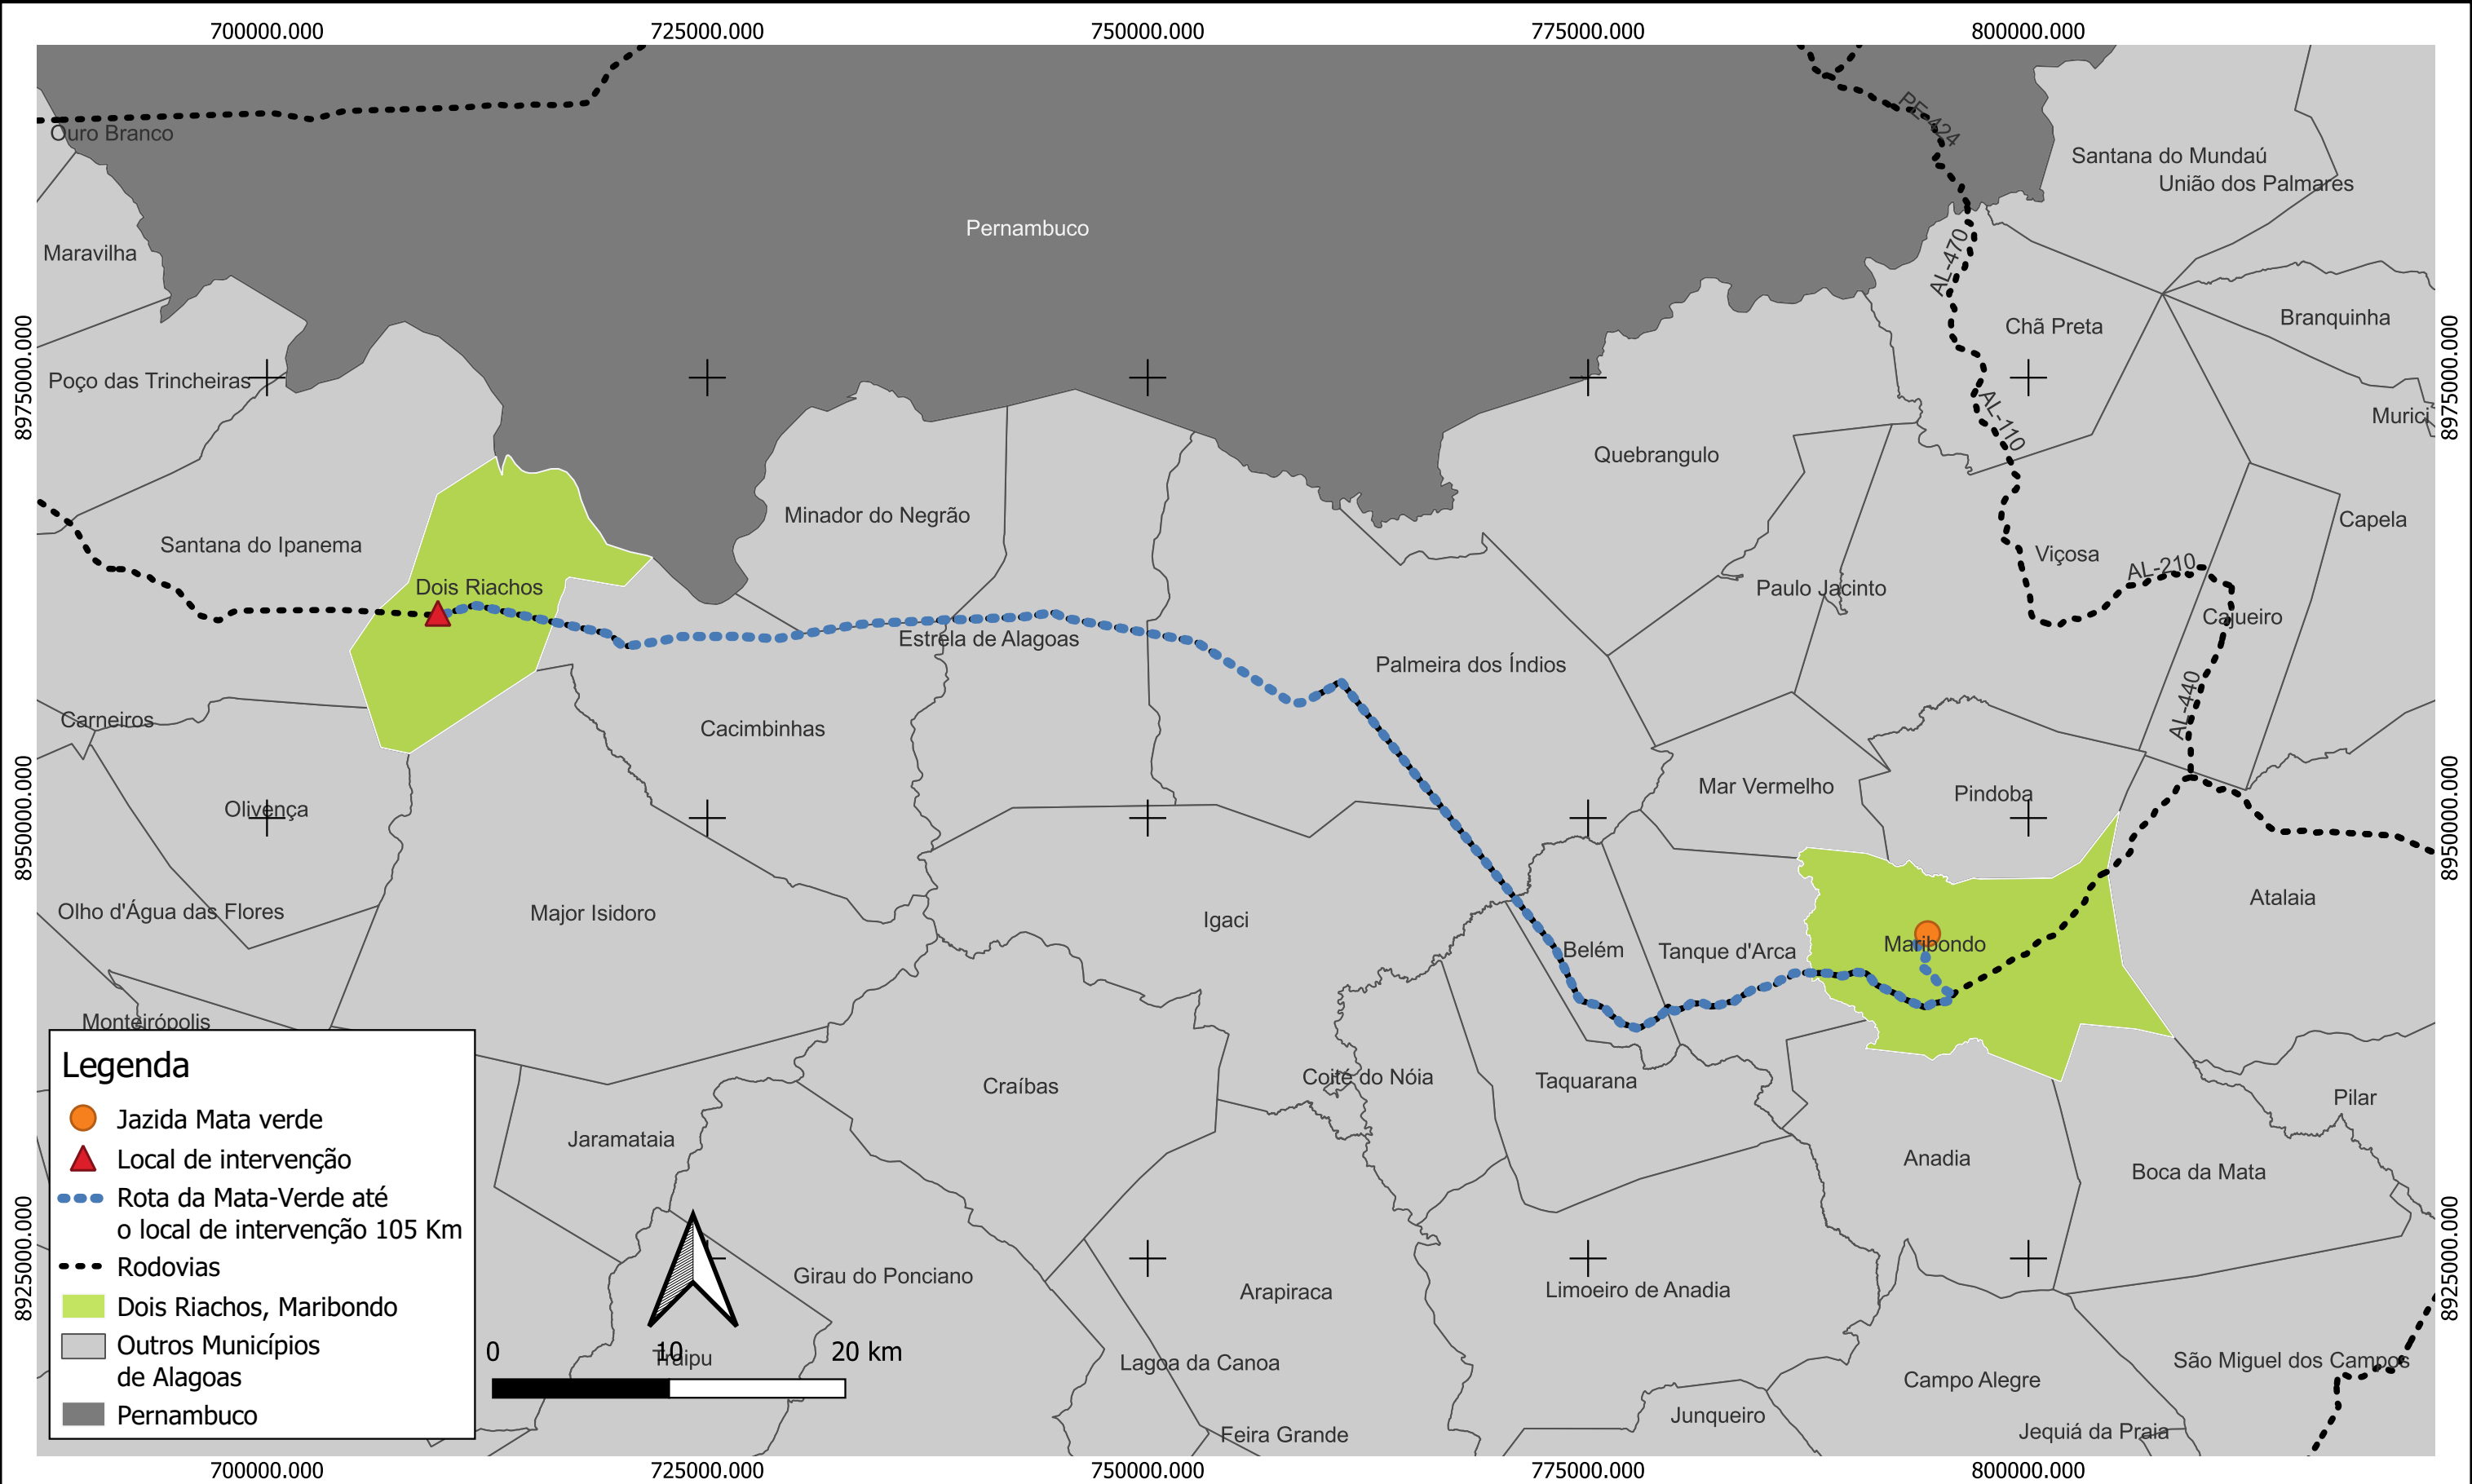 700000.000 725000.000 750000.000 775000.000 800000.000
PE-424
Ouro Branco
Santana do Mundaú
União dos Palmares
Pernambuco
Maravilha
AL-470
Chã Preta
Branquinha
8975000.000
8975000.000
Poço das Trincheiras
AL-110
Murici
Quebrangulo
Minador do Negrão
Capela
Santana do Ipanema
Viçosa
AL-210
Dois Riachos
Paulo Jacinto
Cajueiro
Estrela de Alagoas
Palmeira dos Índios
AL-440
Carneiros
Cacimbinhas
Mar Vermelho
Pindoba
Olivença
8950000.000
8950000.000
Atalaia
Olho d'Água das Flores
Major Isidoro
Igaci
Belém
Tanque d'Arca
Maribondo
Monteirópolis
Coité do Nóia
Taquarana
Craíbas
Pilar
Jaramataia
Anadia
Boca da Mata
Girau do Ponciano
Arapiraca
Limoeiro de Anadia
8925000.000
8925000.000
Traipu
Lagoa da Canoa
São Miguel dos Campos
Campo Alegre
Junqueiro
Feira Grande
Jequiá da Praia
Legenda
Jazida Mata verde
Local de intervenção
Rota da Mata-Verde até
o local de intervenção 105 Km
Rodovias
Dois Riachos, Maribondo
Outros Municípios
de Alagoas
Pernambuco
0 10 20 km
700000.000 725000.000 750000.000 775000.000 800000.000